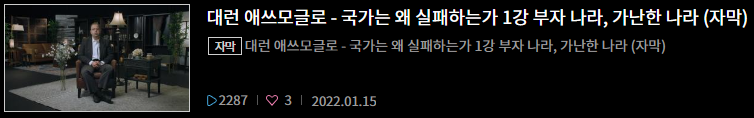 대런 애쓰모글로 - 국가는 왜 실패하는가 1강 부자 나라, 가난한 나라 (자막)
자막 대런 애쓰모글로 - 국가는 왜 실패하는가 1강 부자 나라, 가난한 나라 (자막)
2287 3 2022.01.15